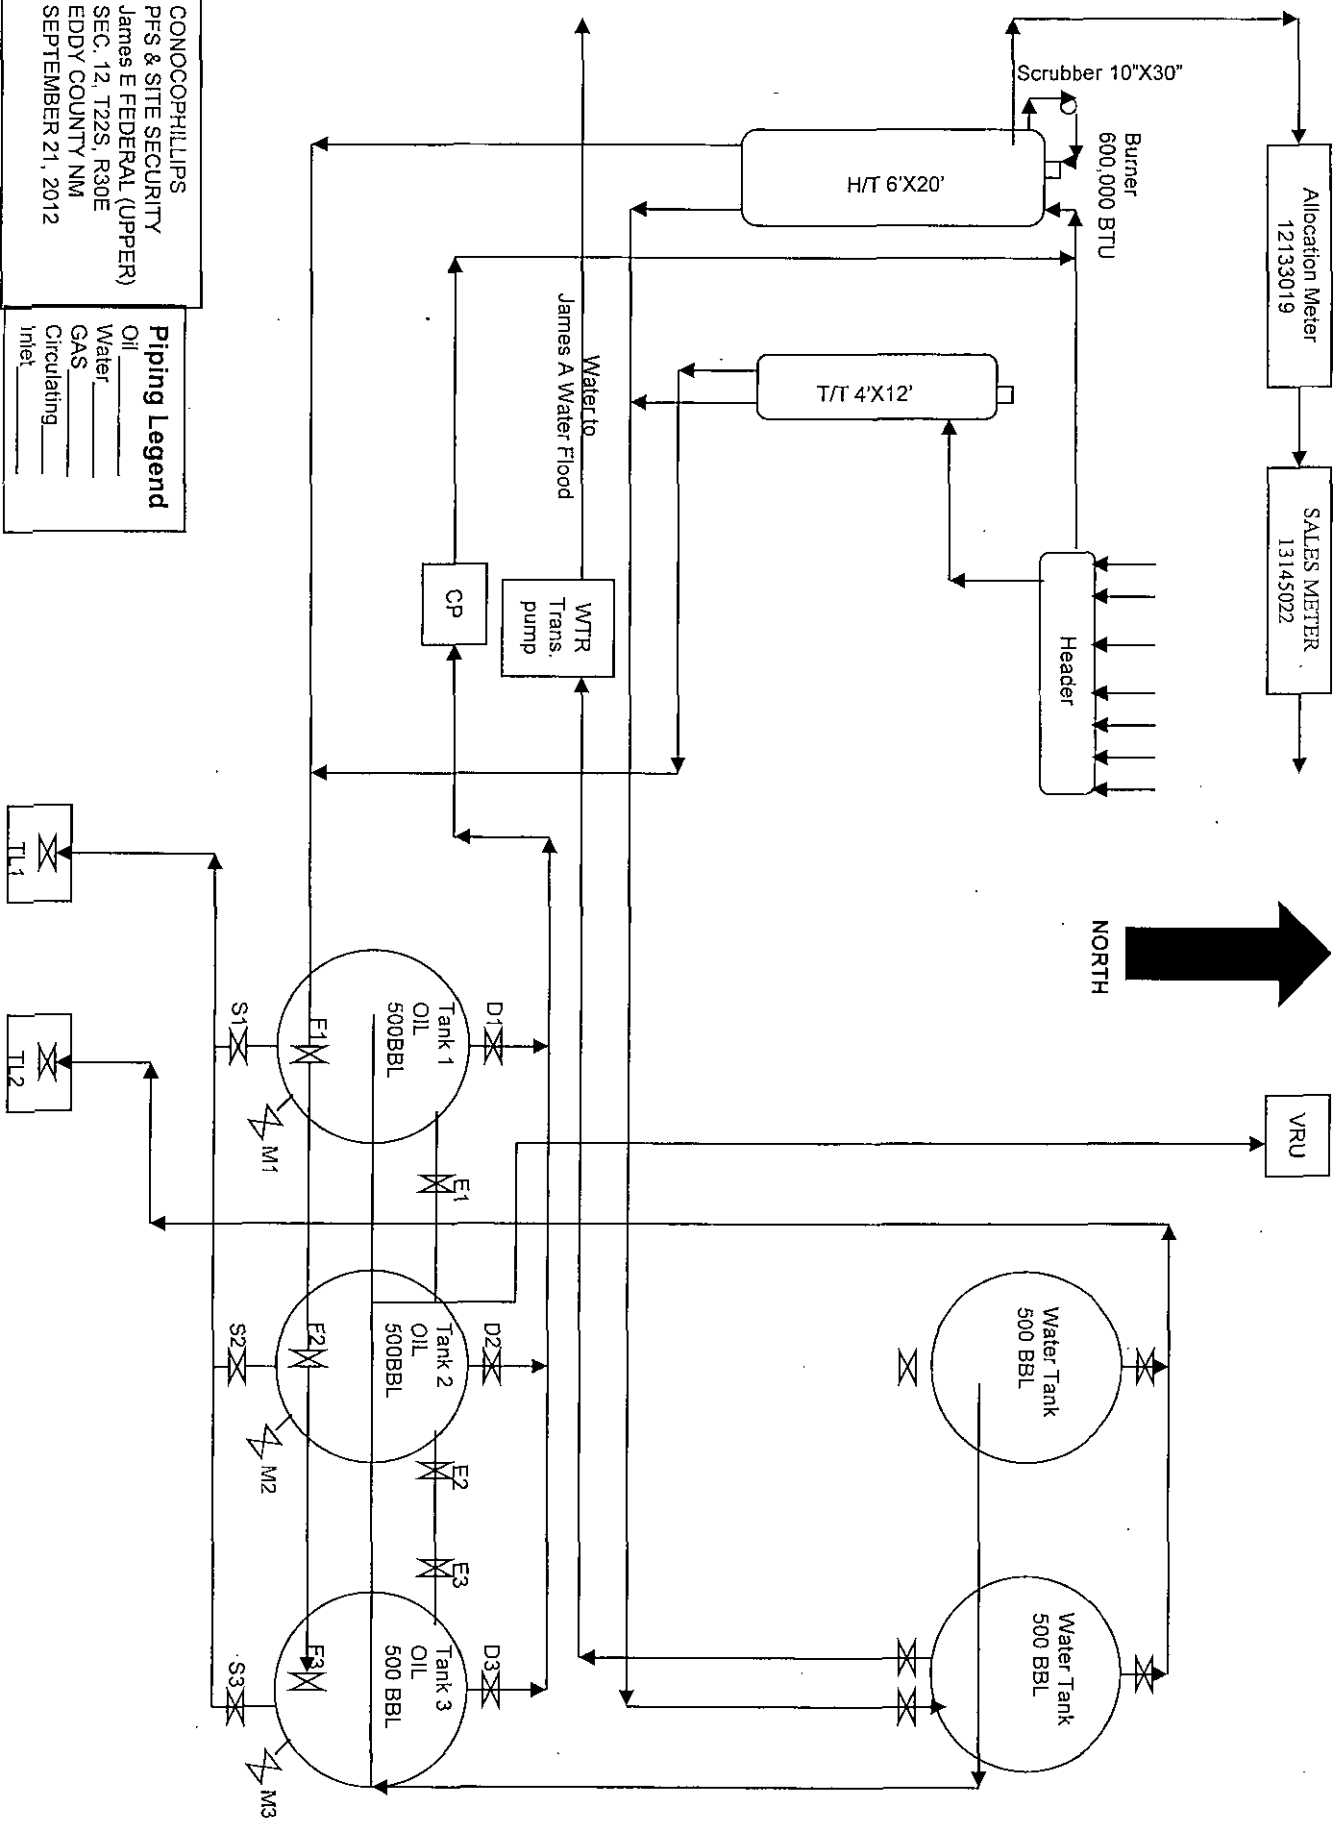 Allocation Meter
12133019
SALES METER
13145022
VRU
Scrubber 10"X30"
Burner
600,000 BTU
H/T 6'X20'
T/T 4'X12'
Header
NORTH
Water Tank
500 BBL
Water Tank
500 BBL
Water to
James A Water Flood
WTR
Trans.
pump
CP
D1
Tank 1
OIL
500BBL
F1
S1
M1
E1
D2
Tank 2
OIL
500BBL
F2
S2
M2
E2
E3
D3
Tank 3
OIL
500 BBL
F3
S3
M3
TL1
TL2
CONOCOPHILLIPS
PFS & SITE SECURITY
James E FEDERAL (UPPER)
SEC. 12, T22S, R30E
EDDY COUNTY NM
SEPTEMBER 21, 2012
Piping Legend
Oil
Water
GAS
Circulating
Inlet